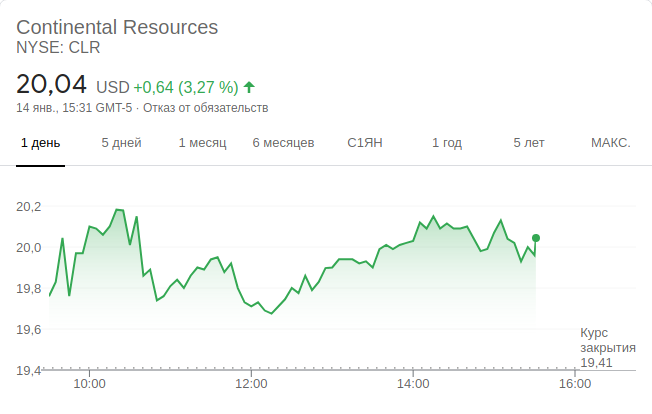 Continental Resources
NYSE: CLR
20,04 USD +0,64 (3,27 %)
14 янв., 15:31 GMT-5 · Отказ от обязательств
1 день 5 дней 1 месяц 6 месяцев С1ЯН 1 год 5 лет МАКС.
20,2
20,0
19,8
19,6
19,4
Курс
закрытия
19,41
10:00 12:00 14:00 16:00